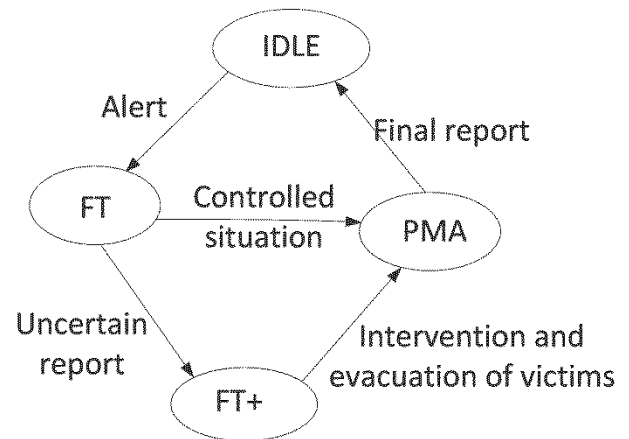 IDLE
Alert
Final report
FT
Controlled
situation
PMA
Uncertain
report
Intervention and
evacuation of victims
FT+